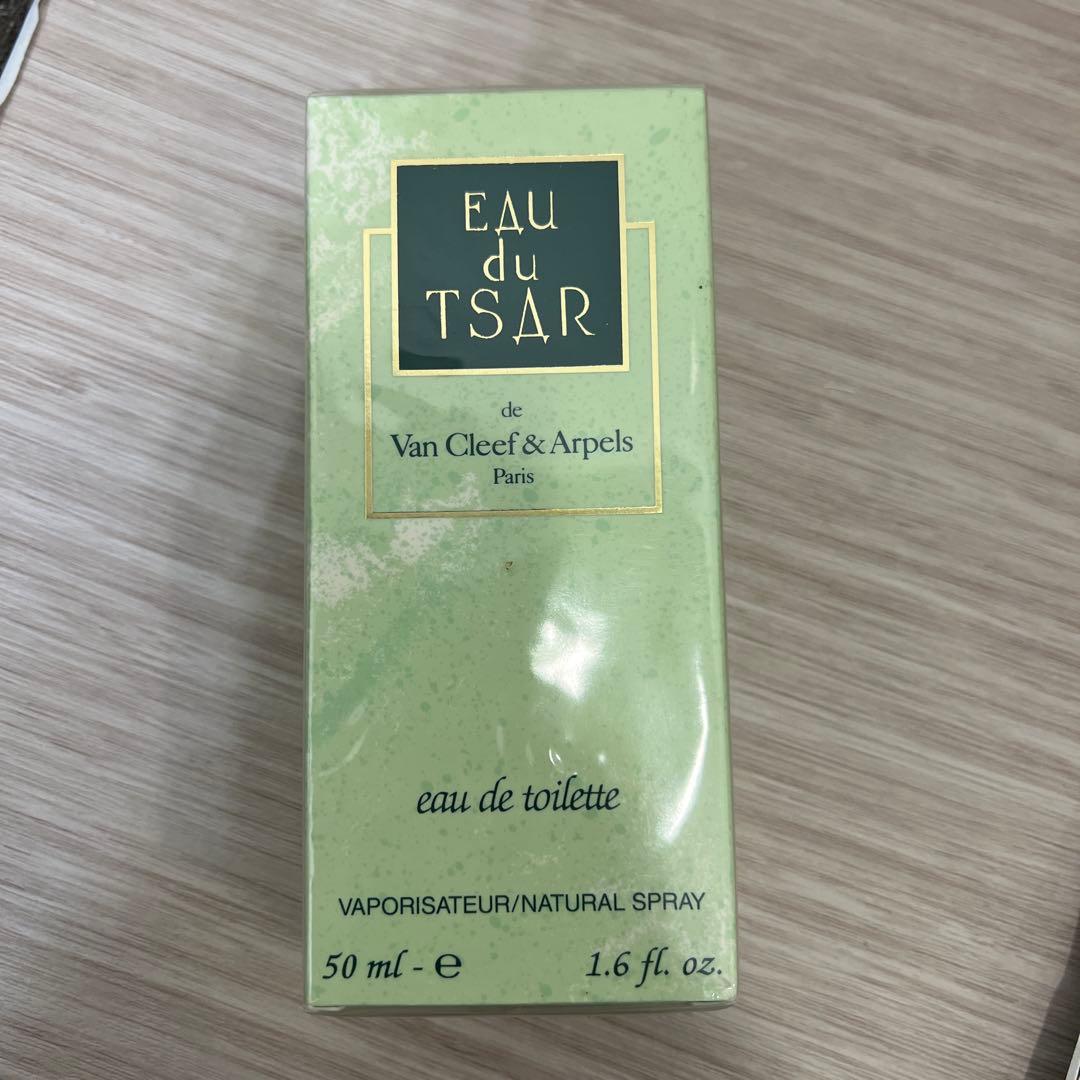 EAU
du
TSAR
de
Van Cleef & Arpels
Paris
eau de toilette
VAPORISATEUR/NATURAL SPRAY
50 ml - ℮ 1.6 fl. oz.